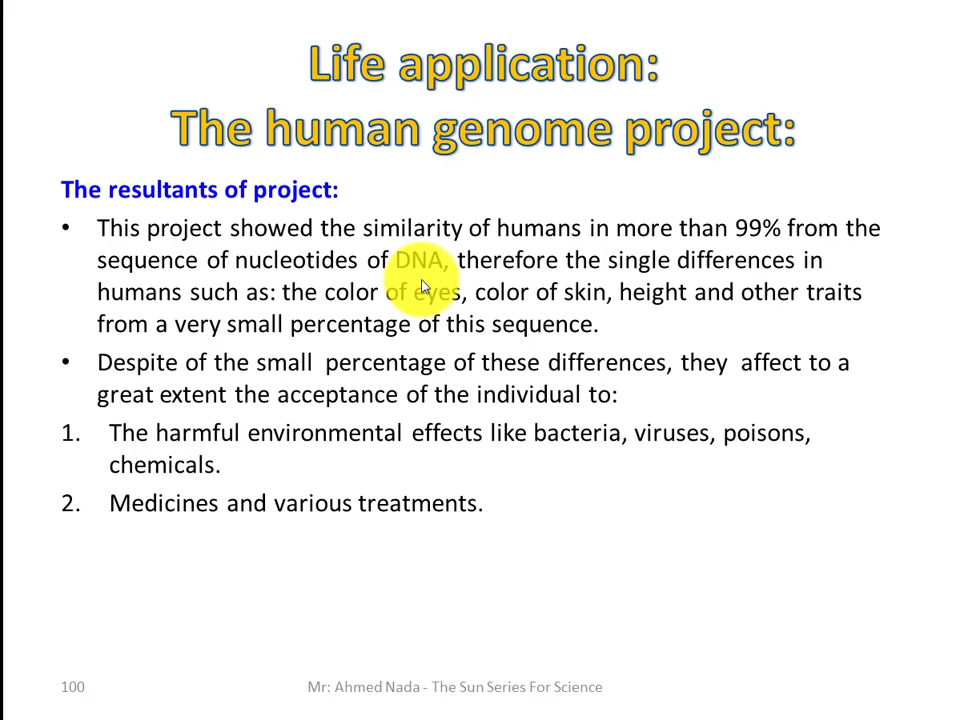 Life application:
The human genome project:
The resultants of project:
• This project showed the similarity of humans in more than 99% from the
sequence of nucleotides of DNA, therefore the single differences in
humans such as: the color of eyes, color of skin, height and other traits
from a very small percentage of this sequence.
• Despite of the small percentage of these differences, they affect to a
great extent the acceptance of the individual to:
1. The harmful environmental effects like bacteria, viruses, poisons,
chemicals.
2. Medicines and various treatments.
100 Mr: Ahmed Nada - The Sun Series For Science